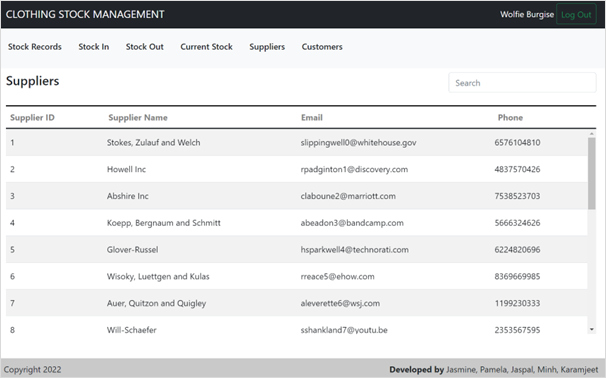 CLOTHING STOCK MANAGEMENT Wolfie Burgise Log Out
Stock Records Stock In Stock Out Current Stock Suppliers Customers
Suppliers Search
Supplier ID Supplier Name Email Phone
1 Stokes, Zulauf and Welch slippingwell0@whitehouse.gov 6576104810
2 Howell Inc rpadginton1@discovery.com 4837570426
3 Abshire Inc claboune2@marriott.com 7538523703
4 Koepp, Bergnaum and Schmitt abeadon3@bandcamp.com 5666324626
5 Glover-Russel hsparkwell4@technorati.com 6224820696
6 Wisoky, Luettgen and Kulas rreace5@ehow.com 8369669985
7 Auer, Quitzon and Quigley aleverette6@wsj.com 1199230333
8 Will-Schaefer sshankland7@youtu.be 2353567595
Copyright 2022 Developed by Jasmine, Pamela, Jaspal, Minh, Karamjeet